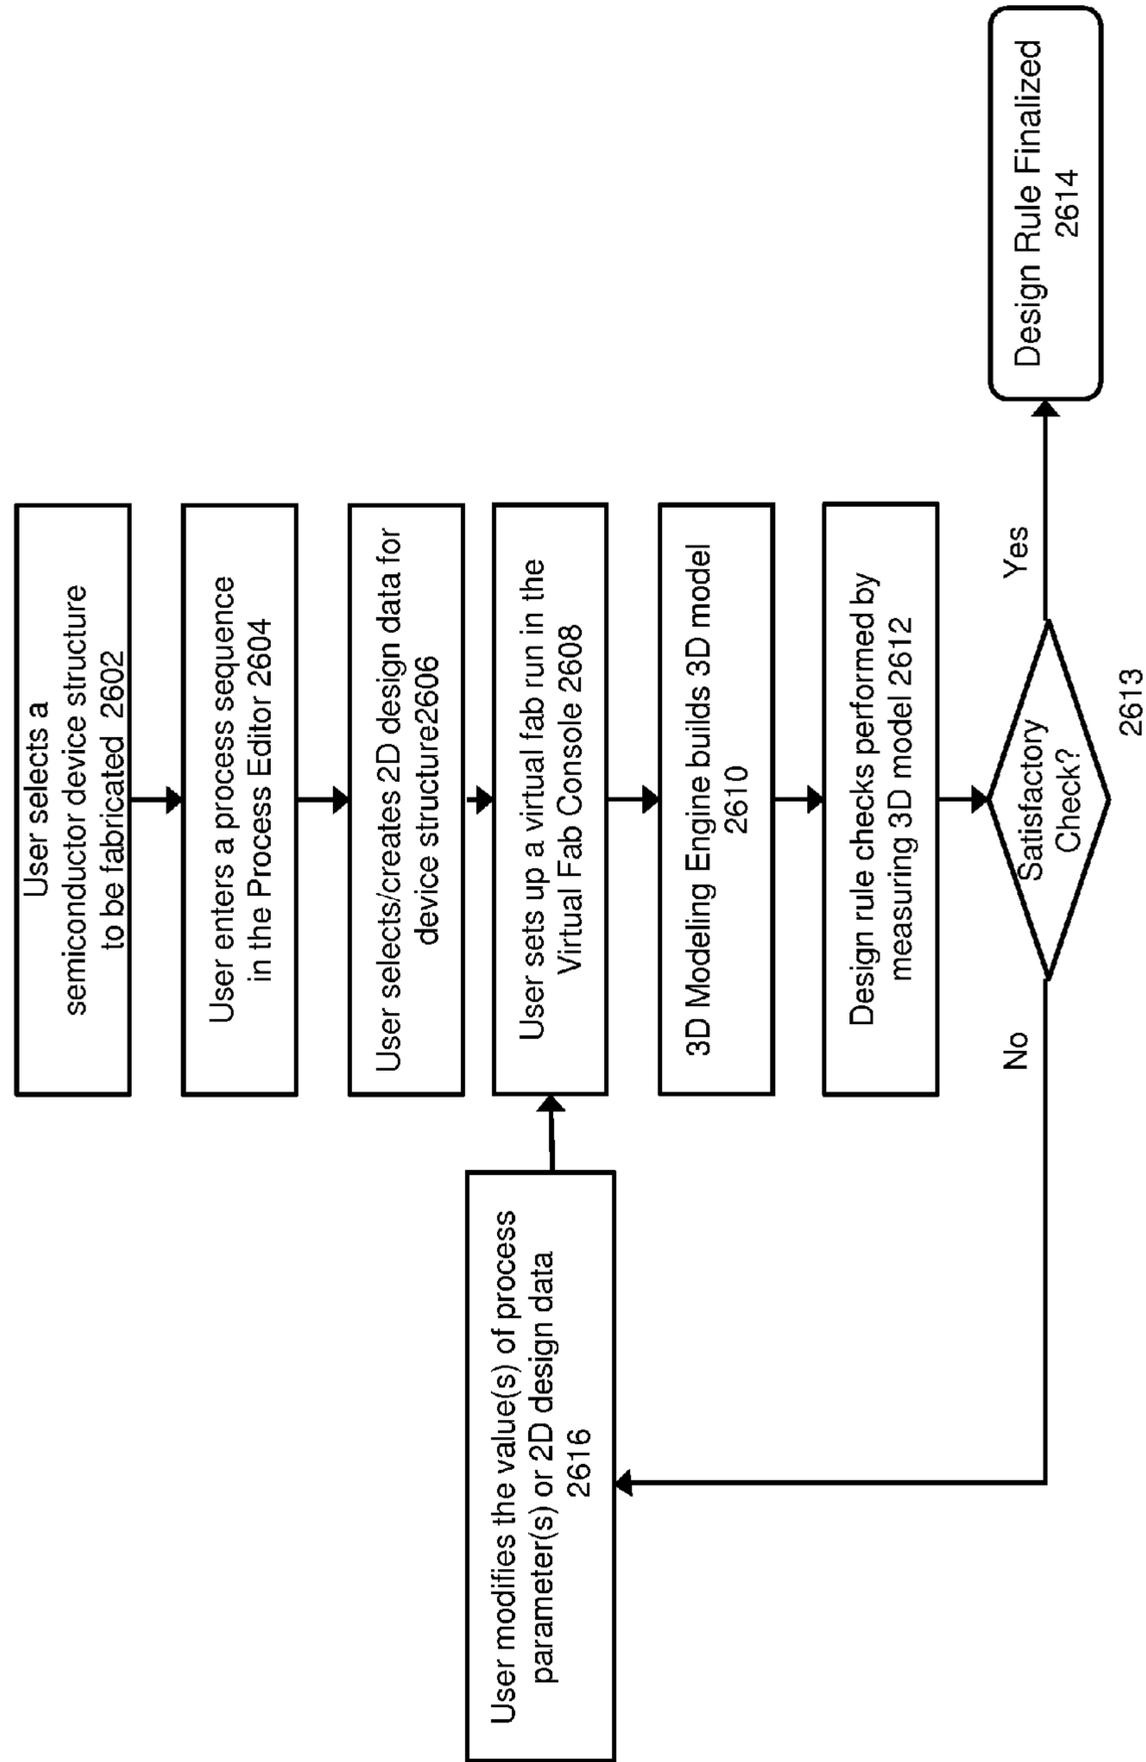 User selects a
semiconductor device structure
to be fabricated 2602
User enters a process sequence
in the Process Editor 2604
User selects/creates 2D design data for
device structure2606
User sets up a virtual fab run in the
Virtual Fab Console 2608
3D Modeling Engine builds 3D model
2610
Design rule checks performed by
measuring 3D model 2612
Satisfactory
Check?
2613
Yes
Design Rule Finalized
2614
No
User modifies the value(s) of process
parameter(s) or 2D design data
2616